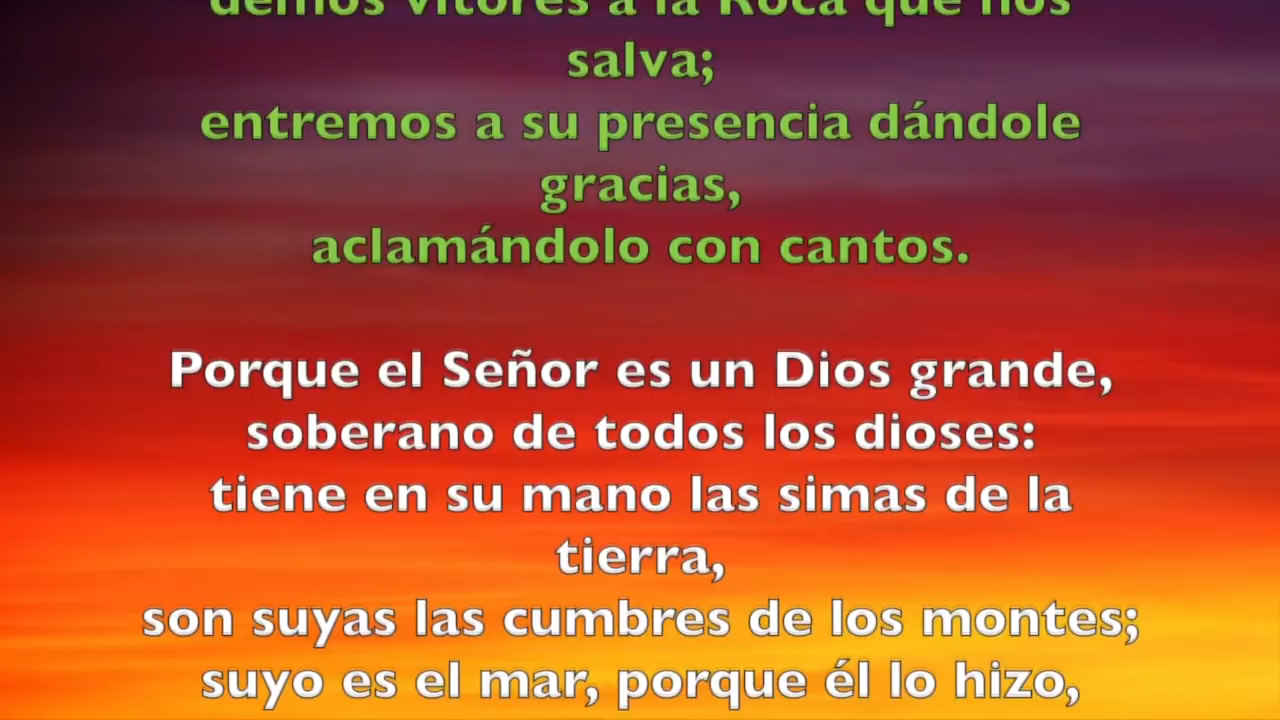 demos vítores a la Roca que nos
salva;
entremos a su presencia dándole
gracias,
aclamándolo con cantos.
Porque el Señor es un Dios grande,
soberano de todos los dioses:
tiene en su mano las simas de la
tierra,
son suyas las cumbres de los montes;
suyo es el mar, porque él lo hizo,